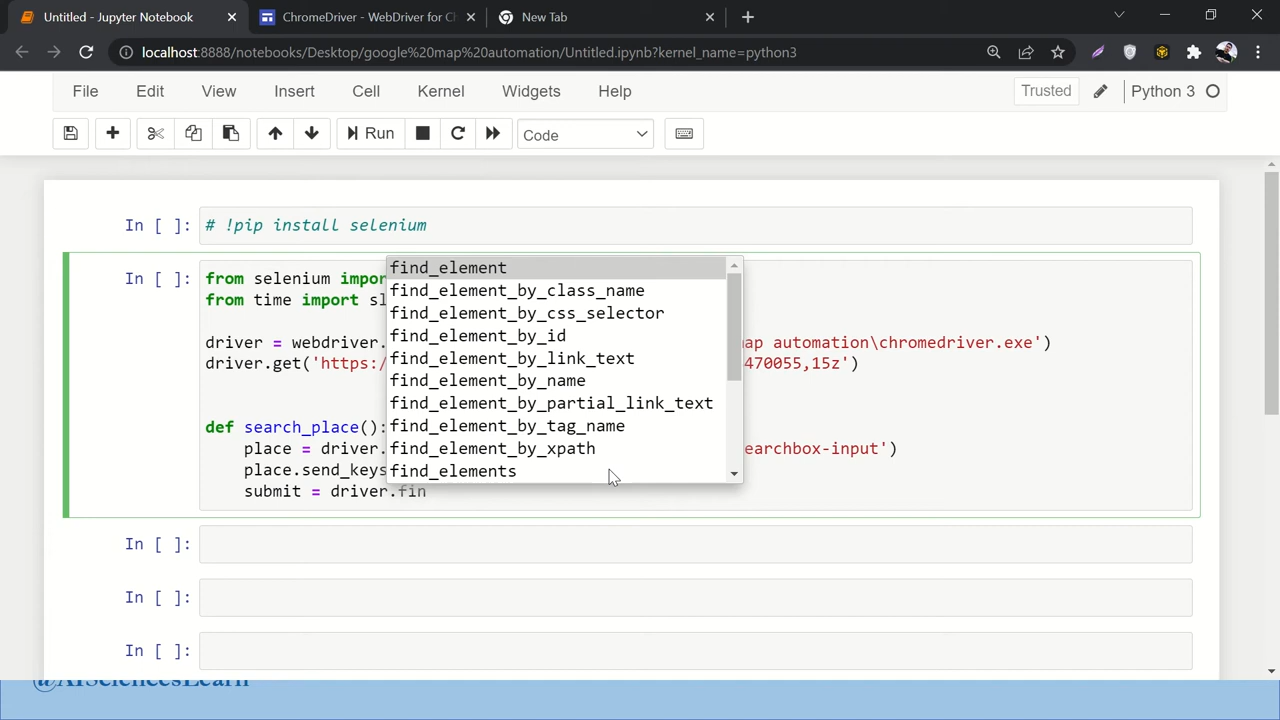 Untitled - Jupyter Notebook
ChromeDriver - WebDriver for C
New Tab
localhost:8888/notebooks/Desktop/google%20map%20automation/Untitled.ipynb?kernel_name=python3
File Edit View Insert Cell Kernel Widgets Help
Trusted
Python 3
Run
Code
In [ ]: # !pip install selenium
In [ ]: from selenium impor
from time import sl
driver = webdriver. map automation\chromedriver.exe')
driver.get('https:/ 470055,15z')
def search_place():
place = driver. earchbox-input')
place.send_keys
submit = driver.fin
find_element
find_element_by_class_name
find_element_by_css_selector
find_element_by_id
find_element_by_link_text
find_element_by_name
find_element_by_partial_link_text
find_element_by_tag_name
find_element_by_xpath
find_elements
In [ ]:
In [ ]:
In [ ]:
@AISciencesLearn